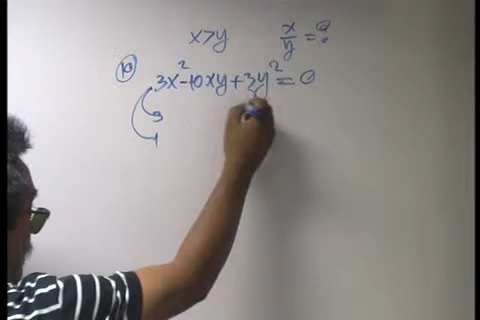 x>y x/y = ?
10 3x²-10xy+3y²=0
3
1